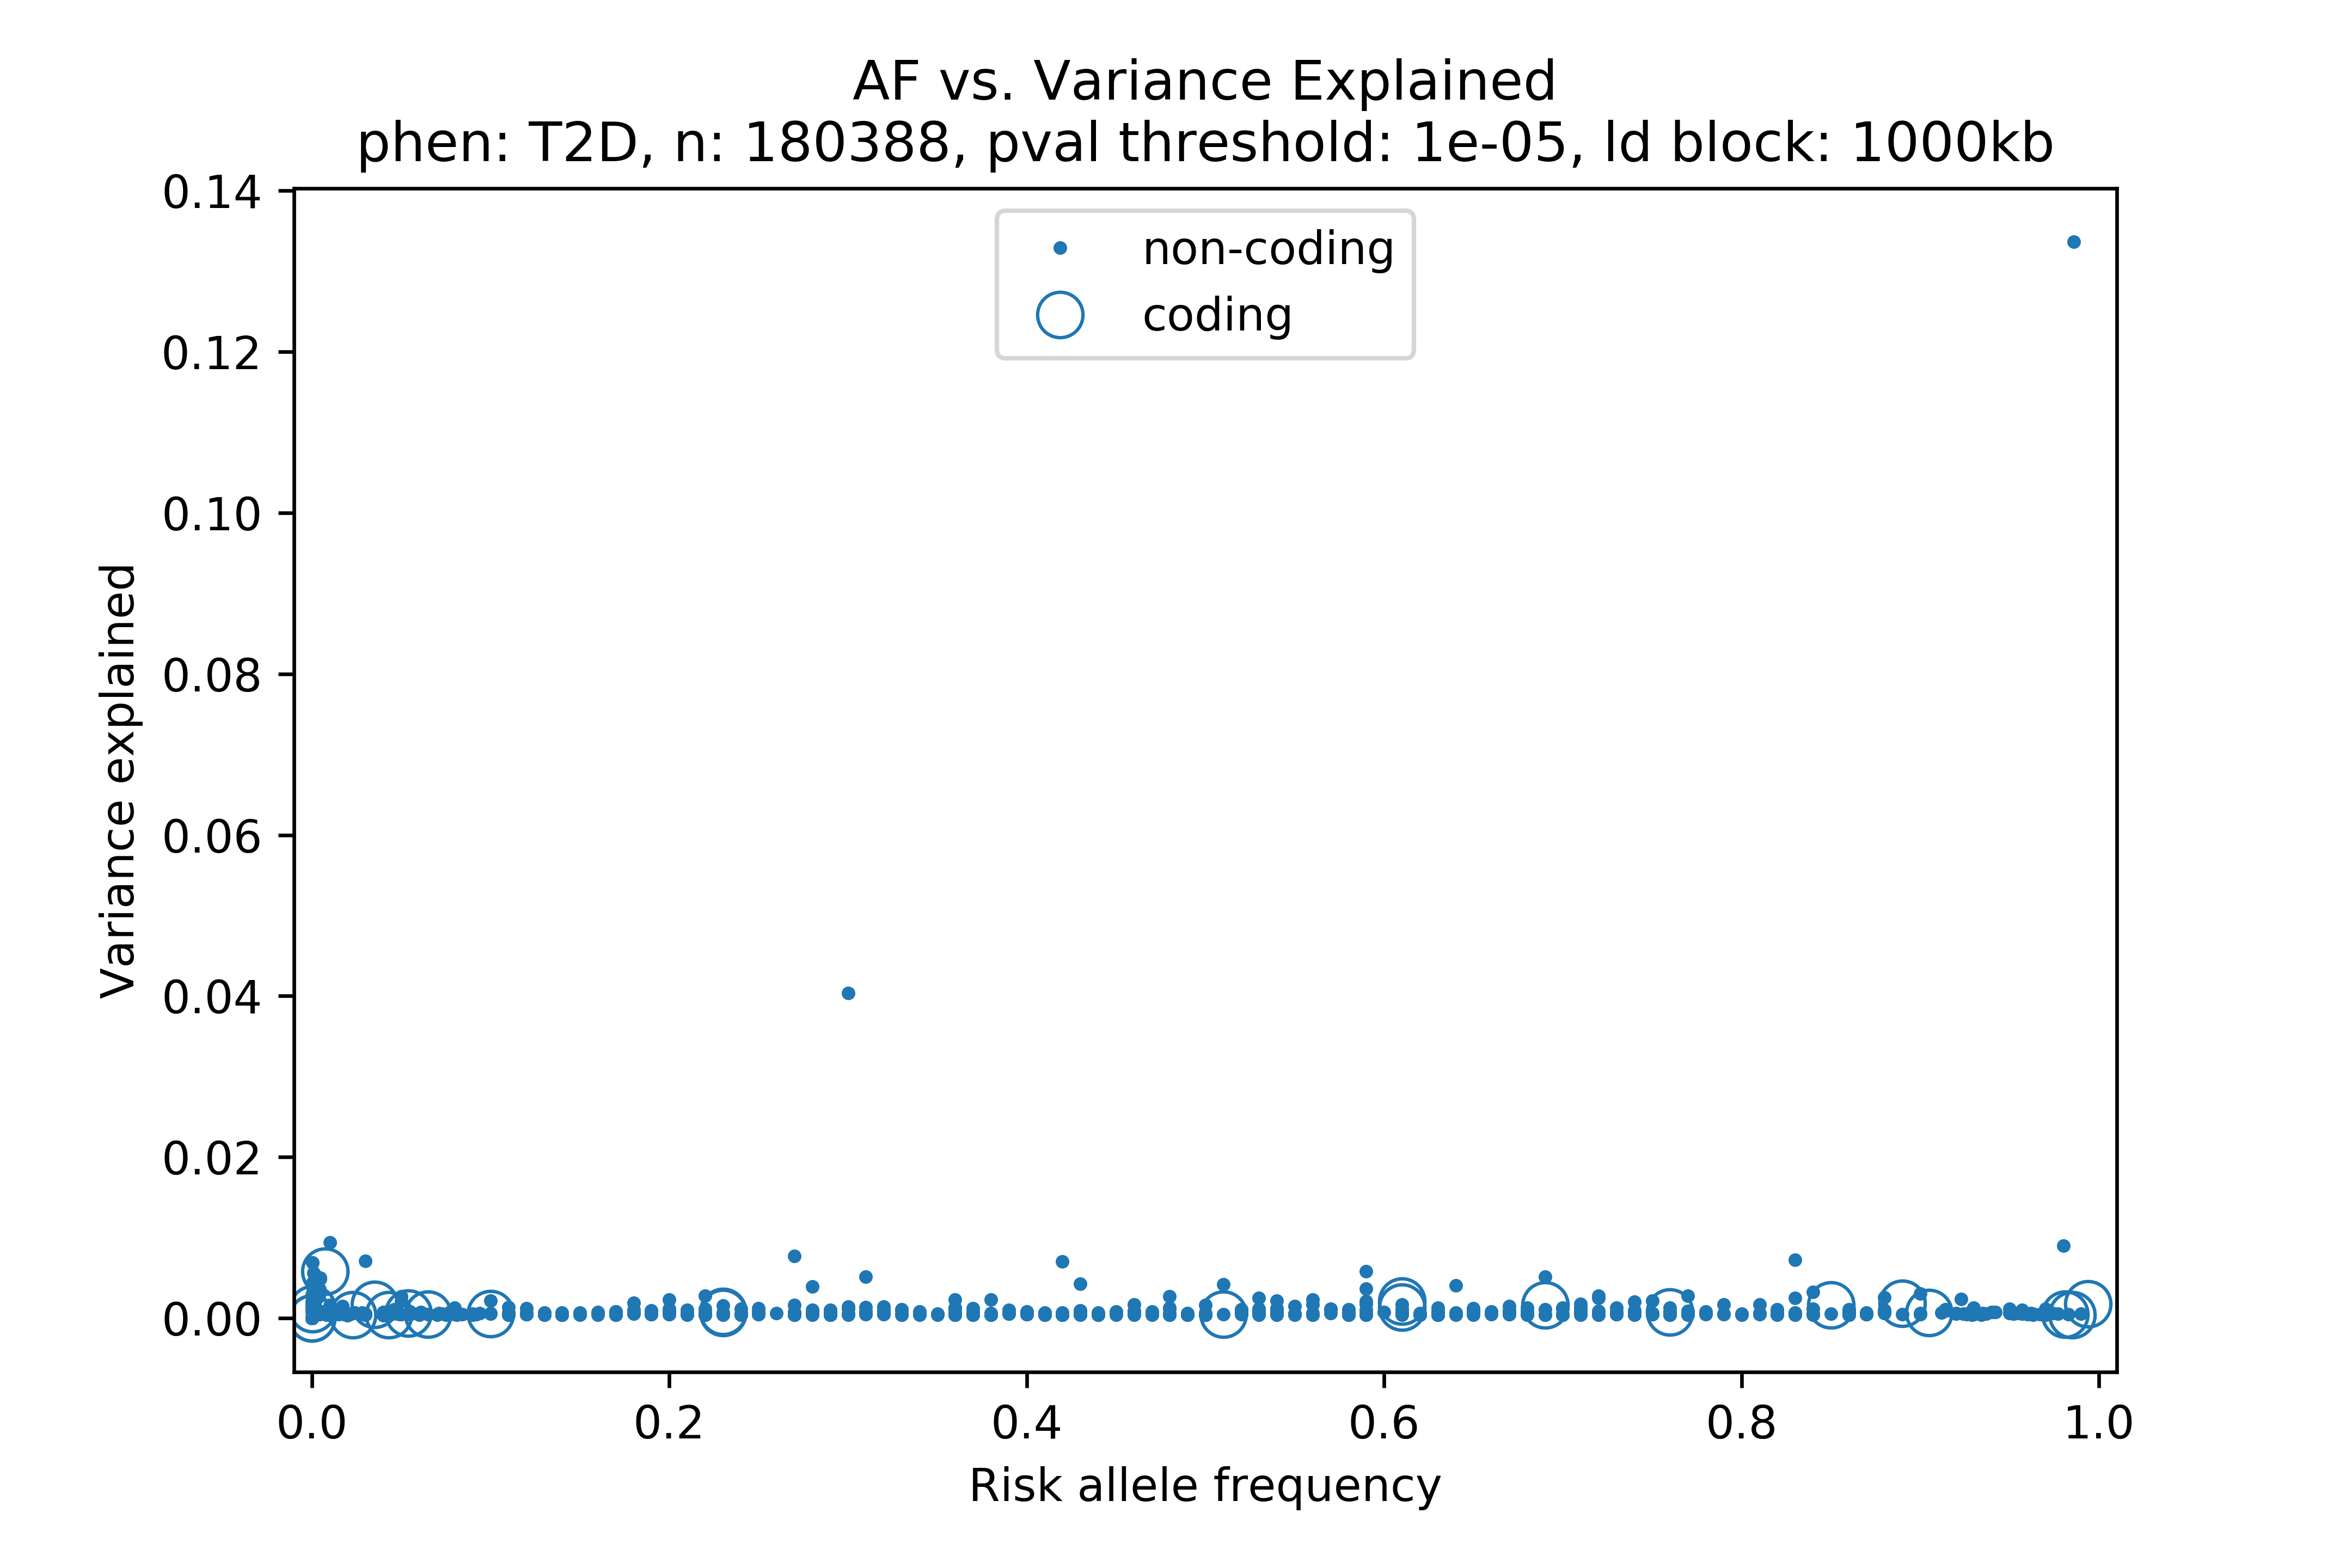 AF vs. Variance Explained
phen: T2D, n: 180388, pval threshold: 1e-05, ld block: 1000kb
0.14
0.12
0.10
0.08
0.06
0.04
0.02
0.00
Variance explained
non-coding
coding
0.0 0.2 0.4 0.6 0.8 1.0
Risk allele frequency